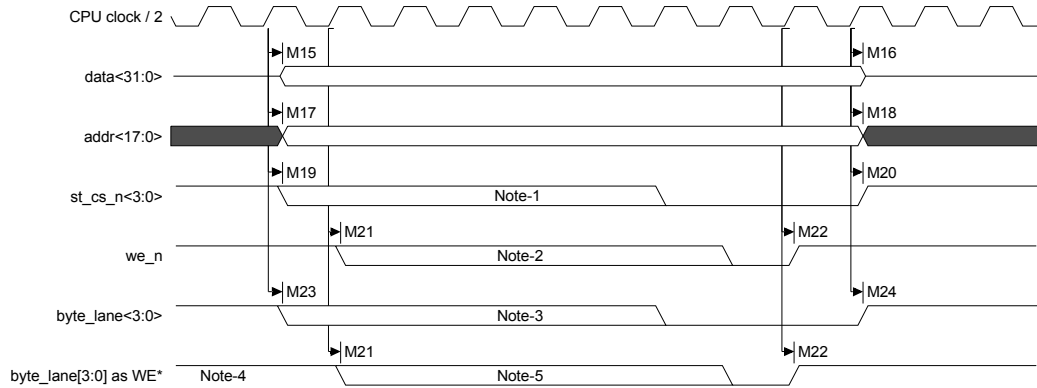 CPU clock / 2
M15 M16
data<31:0>
M17 M18
addr<17:0>
M19 M20
st_cs_n<3:0> Note-1
M21 M22
we_n Note-2
M23 M24
byte_lane<3:0> Note-3
M21 M22
byte_lane[3:0] as WE* Note-4 Note-5